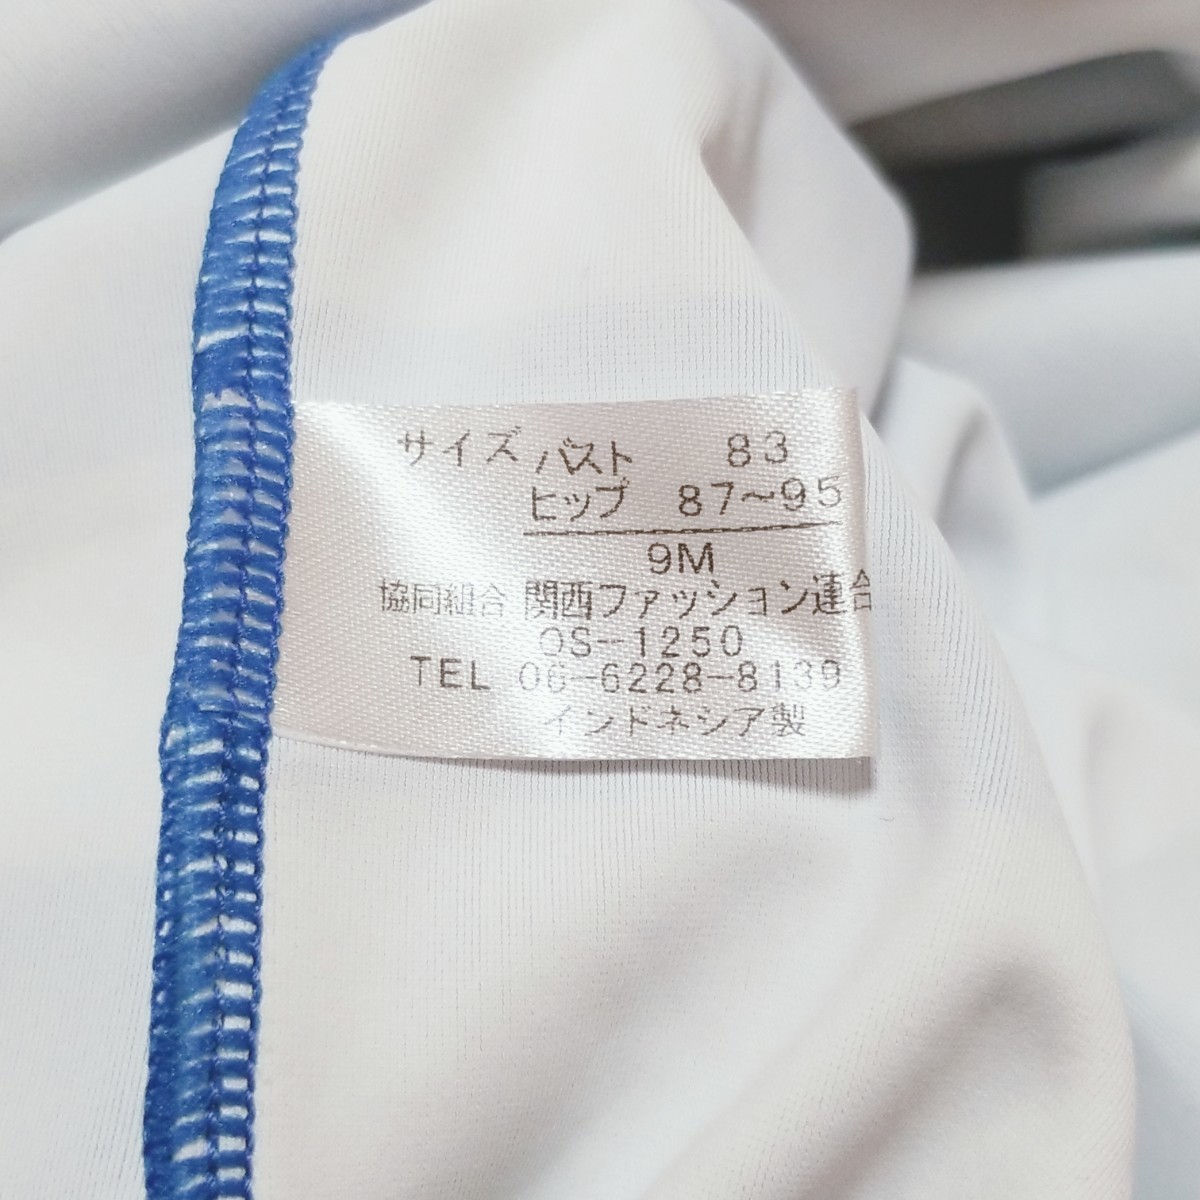 サイズ バスト 83
ヒップ 87〜95
9M
協同組合 関西ファッション連合
OS-1250
TEL 06-6228-8139
インドネシア製